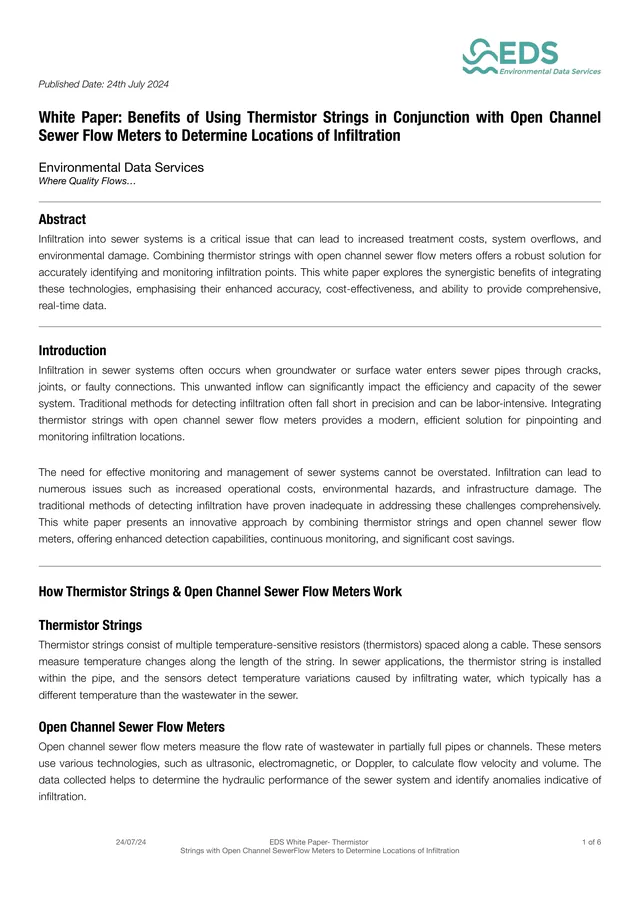 EDS
Environmental Data Services
Published Date: 24th July 2024
White Paper: Benefits of Using Thermistor Strings in Conjunction with Open Channel
Sewer Flow Meters to Determine Locations of Infiltration
Environmental Data Services
Where Quality Flows…
Abstract
Infiltration into sewer systems is a critical issue that can lead to increased treatment costs, system overflows, and
environmental damage. Combining thermistor strings with open channel sewer flow meters offers a robust solution for
accurately identifying and monitoring infiltration points. This white paper explores the synergistic benefits of integrating
these technologies, emphasising their enhanced accuracy, cost-effectiveness, and ability to provide comprehensive,
real-time data.
Introduction
Infiltration in sewer systems often occurs when groundwater or surface water enters sewer pipes through cracks,
joints, or faulty connections. This unwanted inflow can significantly impact the efficiency and capacity of the sewer
system. Traditional methods for detecting infiltration often fall short in precision and can be labor-intensive. Integrating
thermistor strings with open channel sewer flow meters provides a modern, efficient solution for pinpointing and
monitoring infiltration locations.
The need for effective monitoring and management of sewer systems cannot be overstated. Infiltration can lead to
numerous issues such as increased operational costs, environmental hazards, and infrastructure damage. The
traditional methods of detecting infiltration have proven inadequate in addressing these challenges comprehensively.
This white paper presents an innovative approach by combining thermistor strings and open channel sewer flow
meters, offering enhanced detection capabilities, continuous monitoring, and significant cost savings.
How Thermistor Strings & Open Channel Sewer Flow Meters Work
Thermistor Strings
Thermistor strings consist of multiple temperature-sensitive resistors (thermistors) spaced along a cable. These sensors
measure temperature changes along the length of the string. In sewer applications, the thermistor string is installed
within the pipe, and the sensors detect temperature variations caused by infiltrating water, which typically has a
different temperature than the wastewater in the sewer.
Open Channel Sewer Flow Meters
Open channel sewer flow meters measure the flow rate of wastewater in partially full pipes or channels. These meters
use various technologies, such as ultrasonic, electromagnetic, or Doppler, to calculate flow velocity and volume. The
data collected helps to determine the hydraulic performance of the sewer system and identify anomalies indicative of
infiltration.
24/07/24 EDS White Paper- Thermistor 1 of 6
Strings with Open Channel SewerFlow Meters to Determine Locations of Infiltration